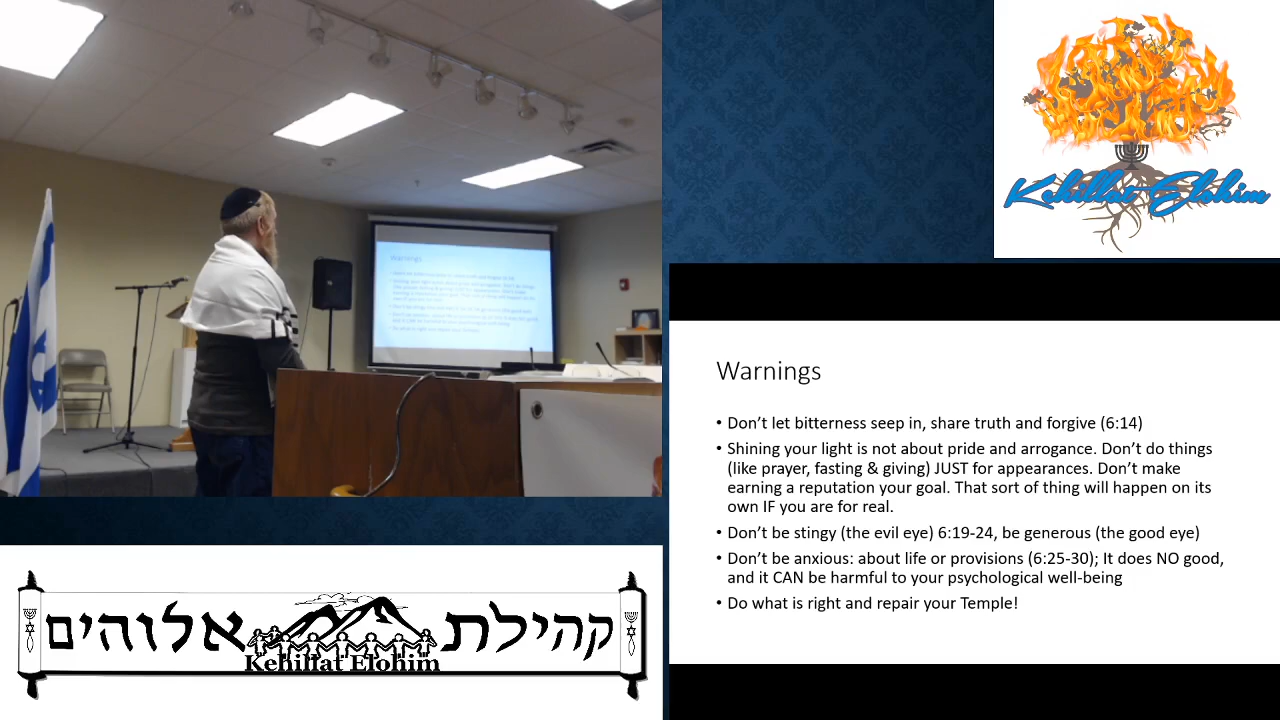 Warnings
Kehillat Elohim
Warnings
• Don’t let bitterness seep in, share truth and forgive (6:14)
• Shining your light is not about pride and arrogance. Don’t do things
(like prayer, fasting & giving) JUST for appearances. Don’t make
earning a reputation your goal. That sort of thing will happen on its
own IF you are for real.
• Don’t be stingy (the evil eye) 6:19-24, be generous (the good eye)
• Don’t be anxious: about life or provisions (6:25-30); It does NO good,
and it CAN be harmful to your psychological well-being
• Do what is right and repair your Temple!
קהילת אלוהים
Kehillat Elohim